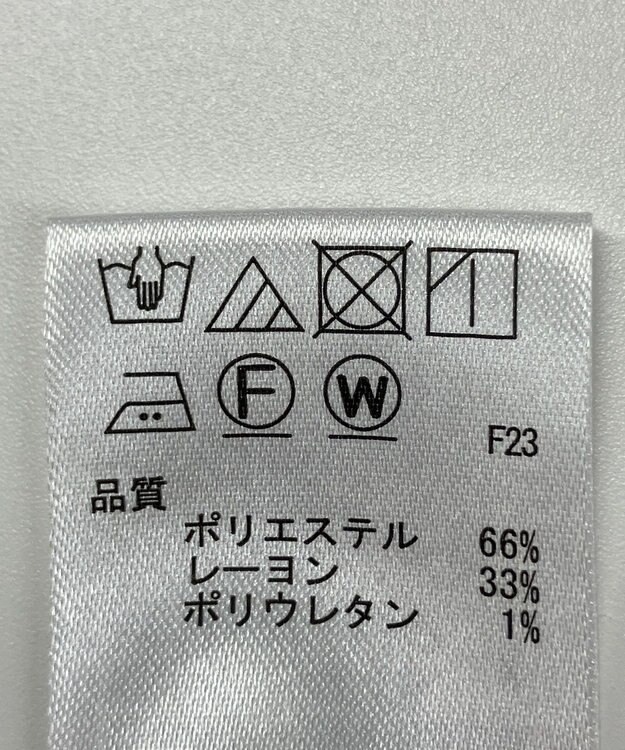 F W
F23
品質
ポリエステル 66%
レーヨン 33%
ポリウレタン 1%